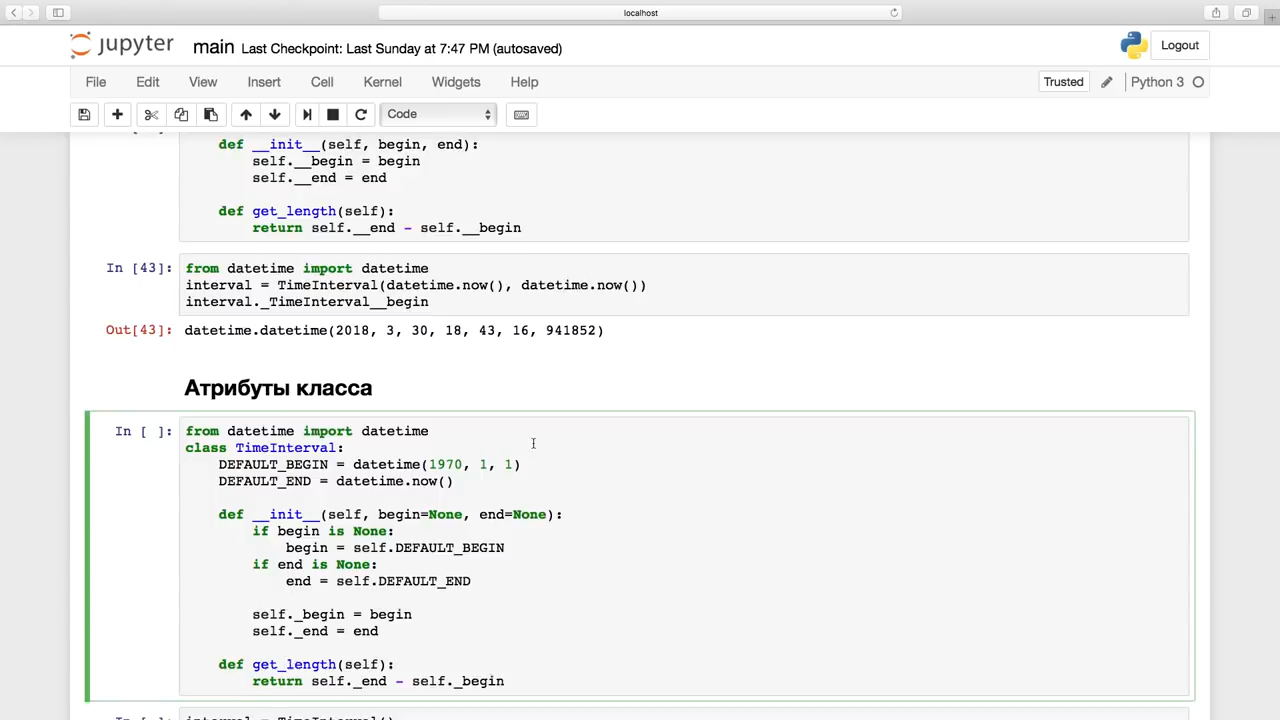 localhost
jupyter main Last Checkpoint: Last Sunday at 7:47 PM (autosaved) Logout
File Edit View Insert Cell Kernel Widgets Help Trusted Python 3
Code
def __init__(self, begin, end):
self.__begin = begin
self.__end = end
def get_length(self):
return self.__end - self.__begin
In [43]: from datetime import datetime
interval = TimeInterval(datetime.now(), datetime.now())
interval._TimeInterval__begin
Out[43]: datetime.datetime(2018, 3, 30, 18, 43, 16, 941852)
Атрибуты класса
In [ ]: from datetime import datetime
class TimeInterval:
DEFAULT_BEGIN = datetime(1970, 1, 1)
DEFAULT_END = datetime.now()
def __init__(self, begin=None, end=None):
if begin is None:
begin = self.DEFAULT_BEGIN
if end is None:
end = self.DEFAULT_END
self._begin = begin
self._end = end
def get_length(self):
return self._end - self._begin